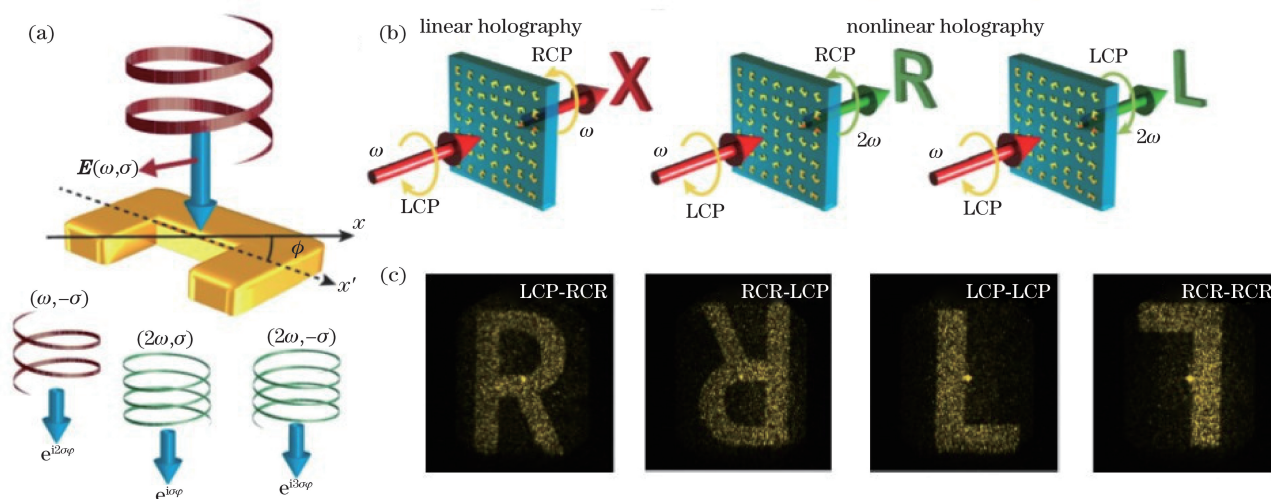 (a)
E(ω,σ)
x
ϕ
x′
(ω,−σ)
(2ω,σ)
(2ω,−σ)
e^{i2σφ}
e^{iσφ}
e^{i3σφ}
(b)
linear holography
nonlinear holography
RCP
X
ω
ω
LCP
RCP
R
ω
2ω
LCP
LCP
L
ω
2ω
LCP
(c)
LCP-RCR
RCR-LCP
LCP-LCP
RCR-RCR
R
R
L
L